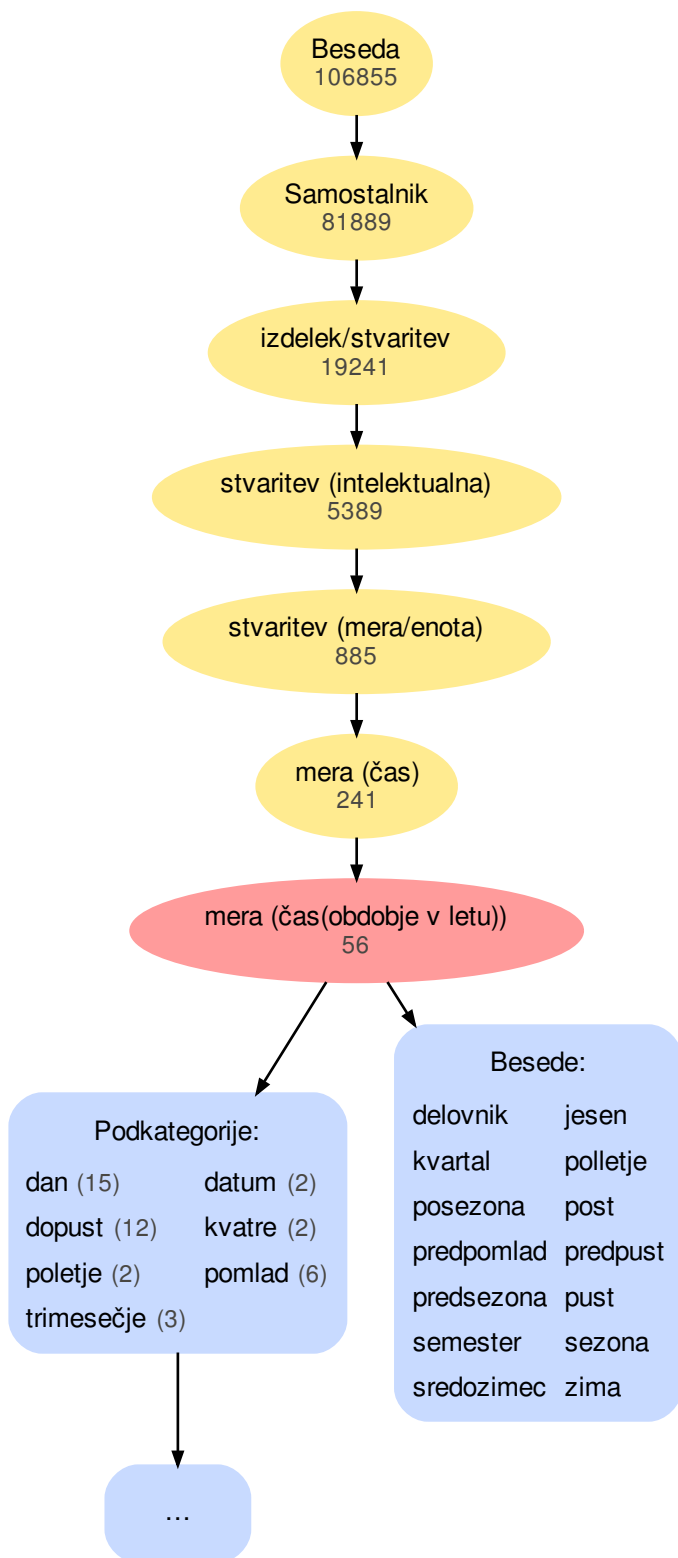 Beseda
106855
Samostalnik
81889
izdelek/stvaritev
19241
stvaritev (intelektualna)
5389
stvaritev (mera/enota)
885
mera (čas)
241
mera (čas(obdobje v letu))
56
Podkategorije:
dan (15) datum (2)
dopust (12) kvatre (2)
poletje (2) pomlad (6)
trimesečje (3)
...
Besede:
delovnik jesen
kvartal polletje
posezona post
predpomlad predpust
predsezona pust
semester sezona
sredozimec zima